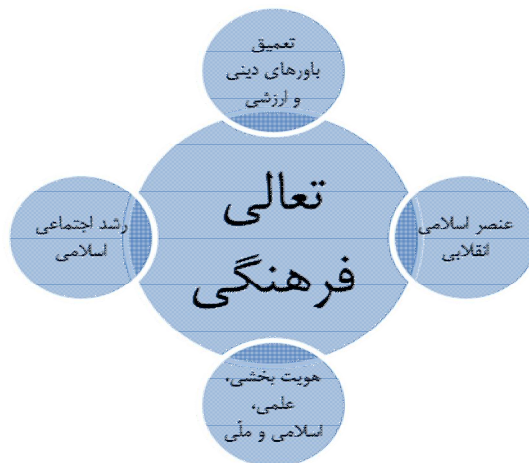 تعمیق
باورهای دینی
و ارزشی
تعالی
فرهنگی
عنصر اسلامی
انقلابی
رشد اجتماعی
اسلامی
هویت بخشی،
علمی،
اسلامی و ملّی